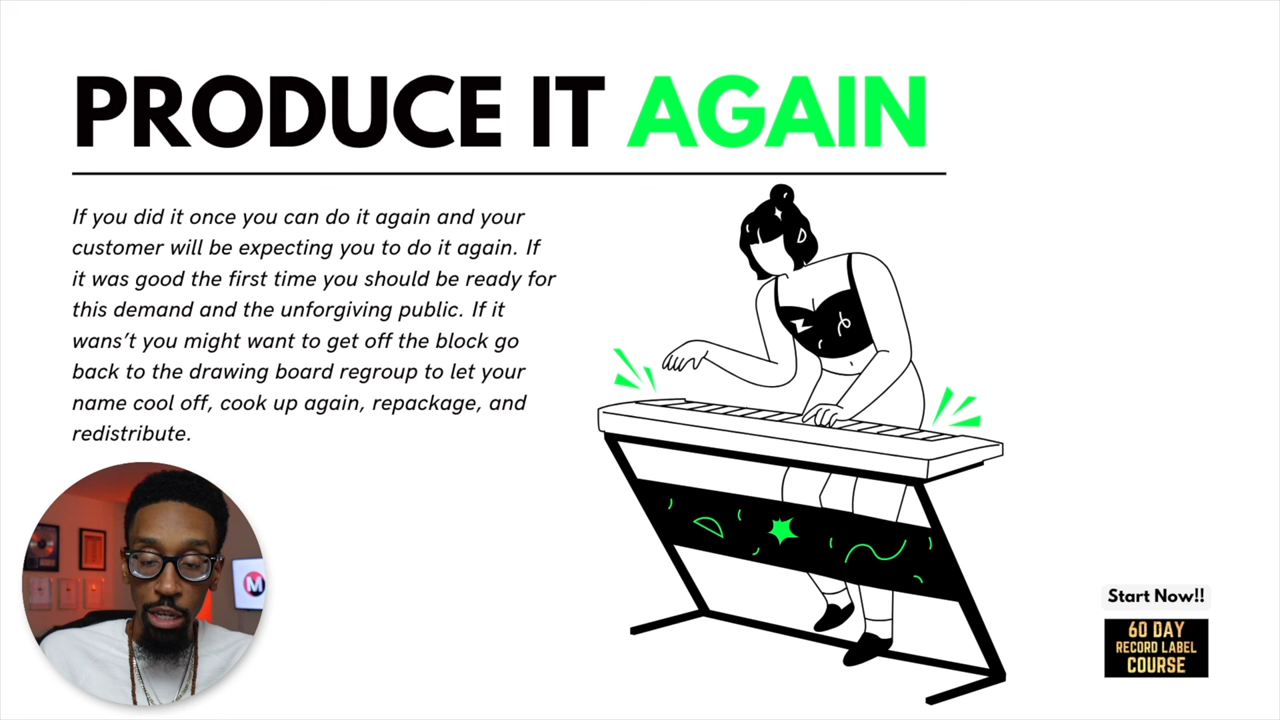 PRODUCE IT AGAIN
If you did it once you can do it again and your
customer will be expecting you to do it again. If
it was good the first time you should be ready for
this demand and the unforgiving public. If it
wans’t you might want to get off the block go
back to the drawing board regroup to let your
name cool off, cook up again, repackage, and
redistribute.
M
Start Now!!
60 DAY
RECORD LABEL
COURSE